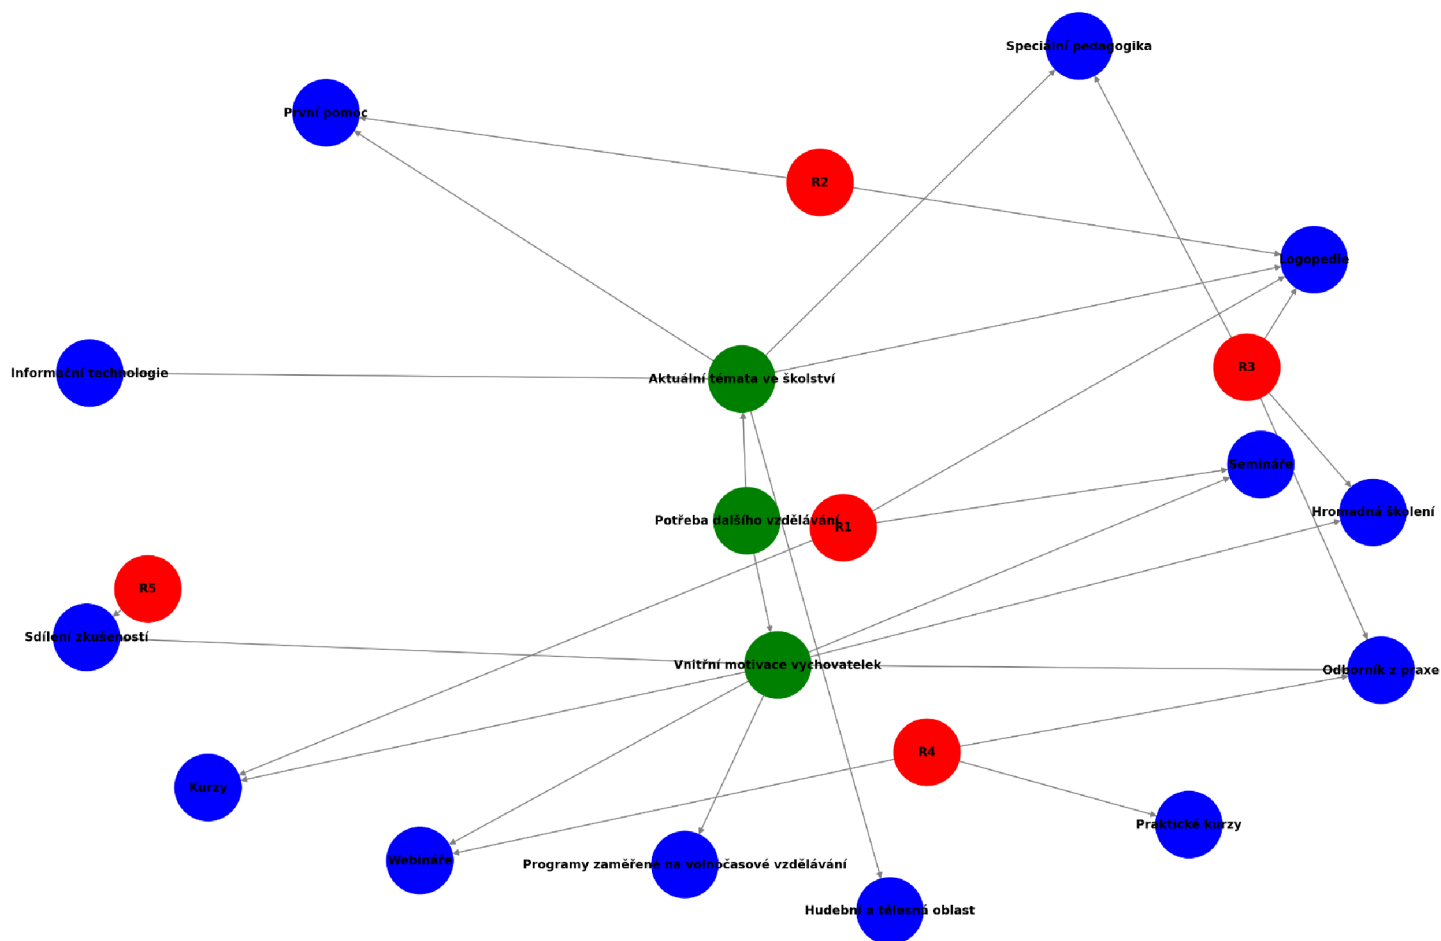 Speciální pedagogika
První pomoc
R2
Logopedie
R3
Informační technologie
Aktuální témata ve školství
Semináře
Hromadná školení
Potřeba dalšího vzdělávání
R1
R5
Sdílení zkušeností
Vnitřní motivace vychovatelek
Odborník z praxe
R4
Kurzy
Praktické kurzy
Webináře
Programy zaměřené na volnočasové vzdělávání
Hudební a tělesná oblast